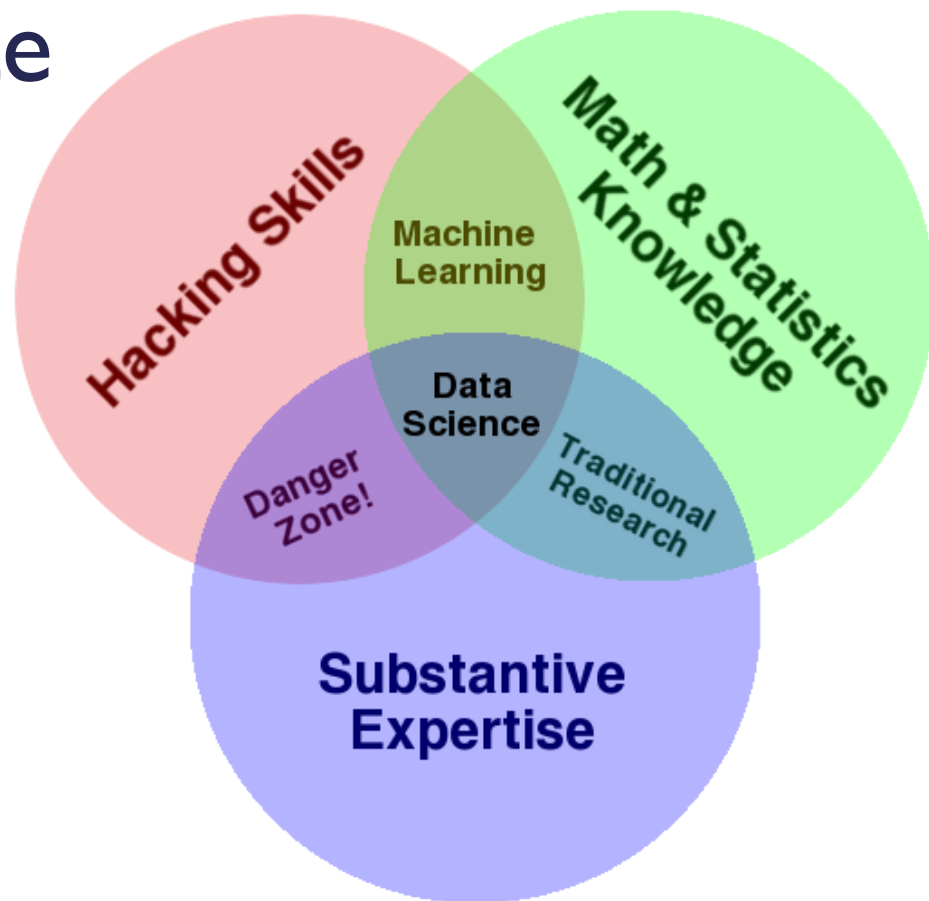 e
Hacking Skills
Math & Statistics
Knowledge
Machine
Learning
Data
Science
Danger
Zone!
Traditional
Research
Substantive
Expertise